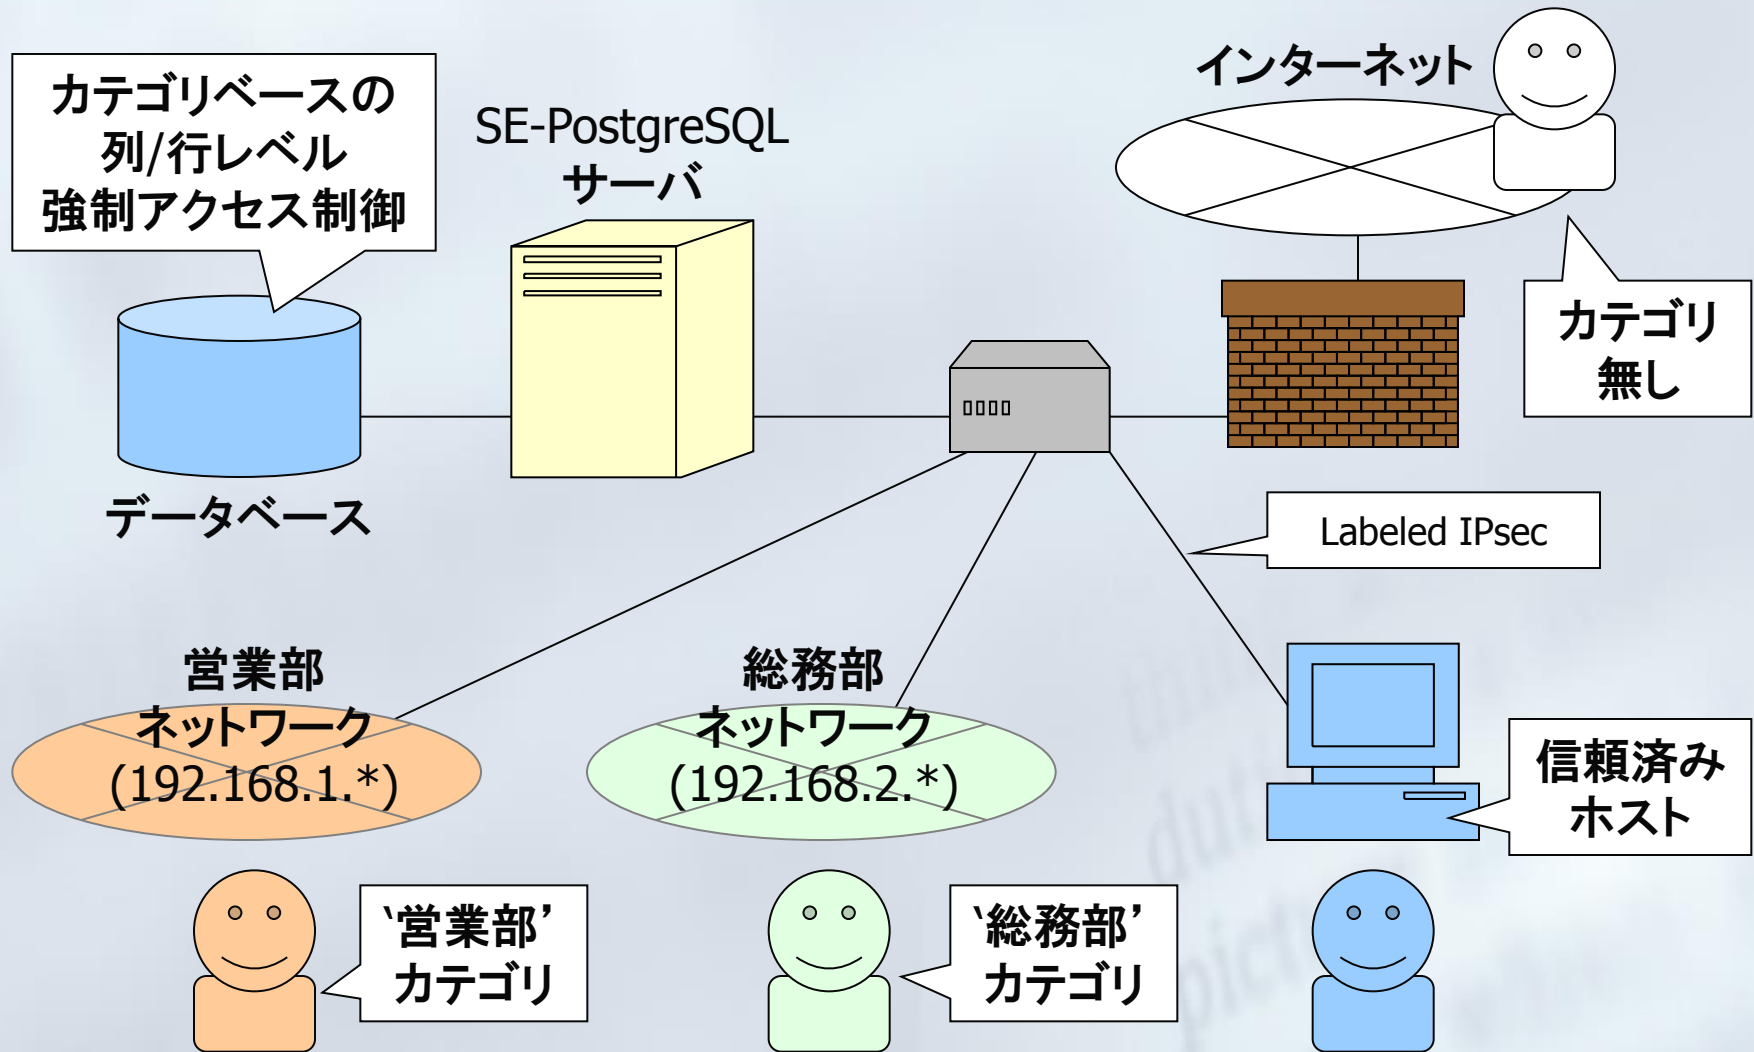 カテゴリベースの
列/行レベル
強制アクセス制御
SE-PostgreSQL
サーバ
インターネット
カテゴリ
無し
データベース
Labeled IPsec
営業部
ネットワーク
(192.168.1.*)
総務部
ネットワーク
(192.168.2.*)
信頼済み
ホスト
‵営業部’
カテゴリ
‵総務部’
カテゴリ